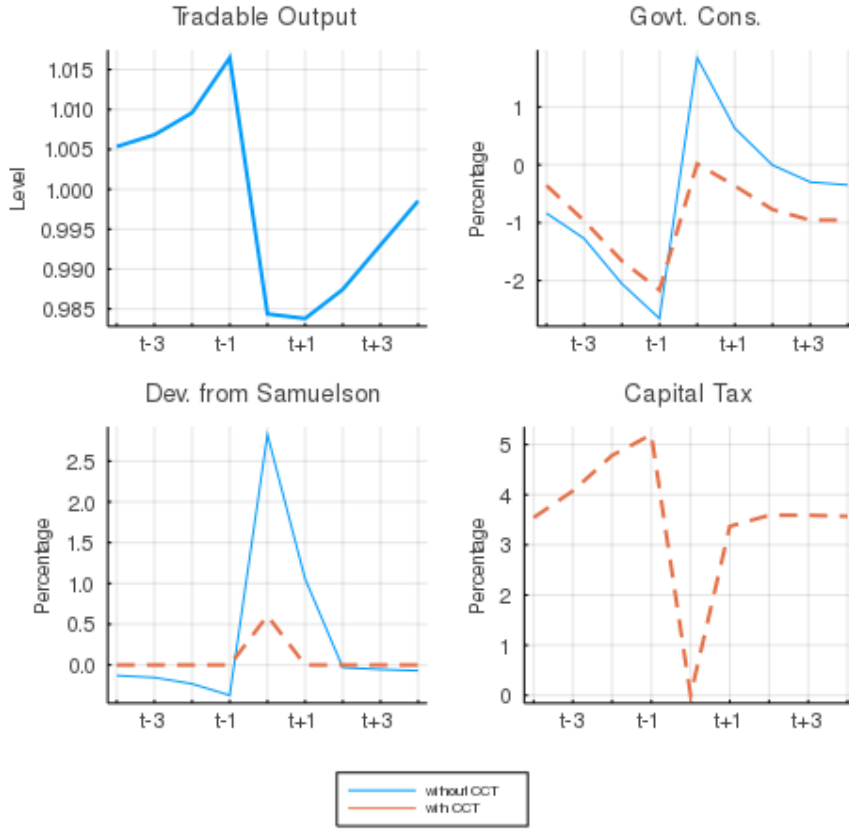 Tradable Output
Level
1.015
1.010
1.005
1.000
0.995
0.990
0.985
t-3
t-1
t+1
t+3
Govt. Cons.
Percentage
1
0
-1
-2
t-3
t-1
t+1
t+3
Dev. from Samuelson
Percentage
2.5
2.0
1.5
1.0
0.5
0.0
t-3
t-1
t+1
t+3
Capital Tax
Percentage
5
4
3
2
1
0
t-3
t-1
t+1
t+3
without CCT
with CCT